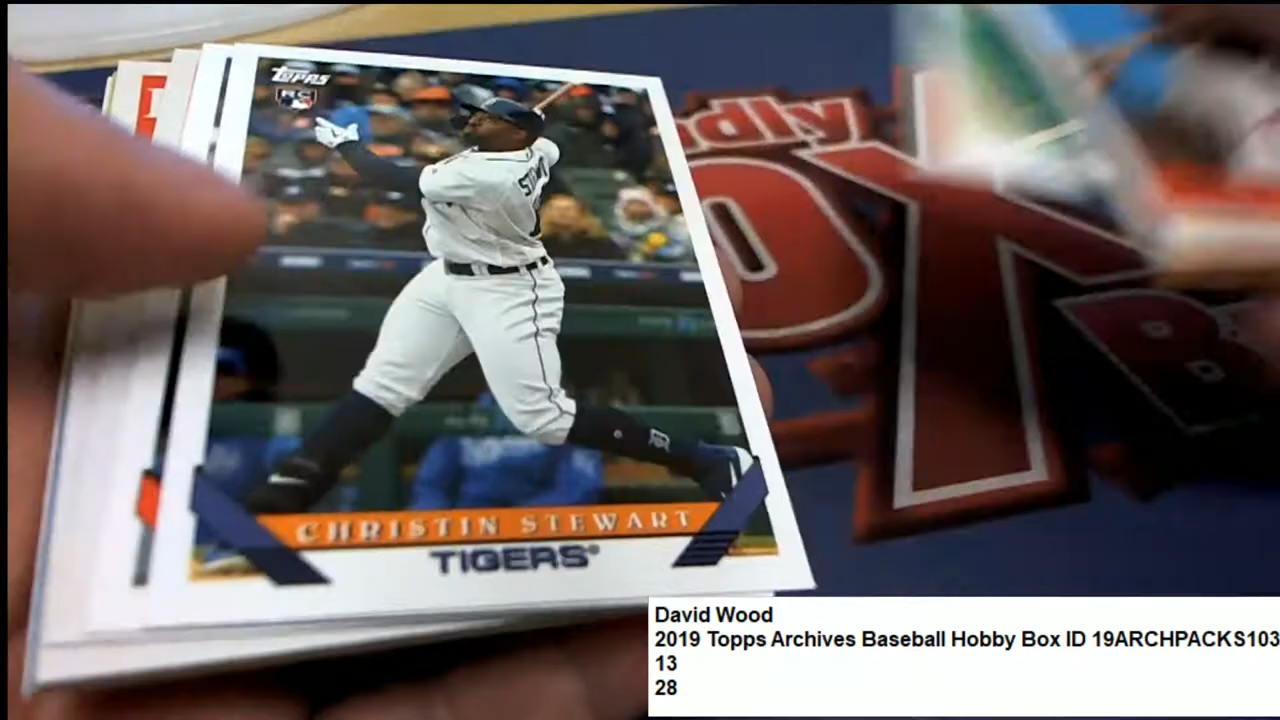 Topps
RC
CHRISTIN STEWART
TIGERS
David Wood
2019 Topps Archives Baseball Hobby Box ID 19ARCHPACKS103
13
28